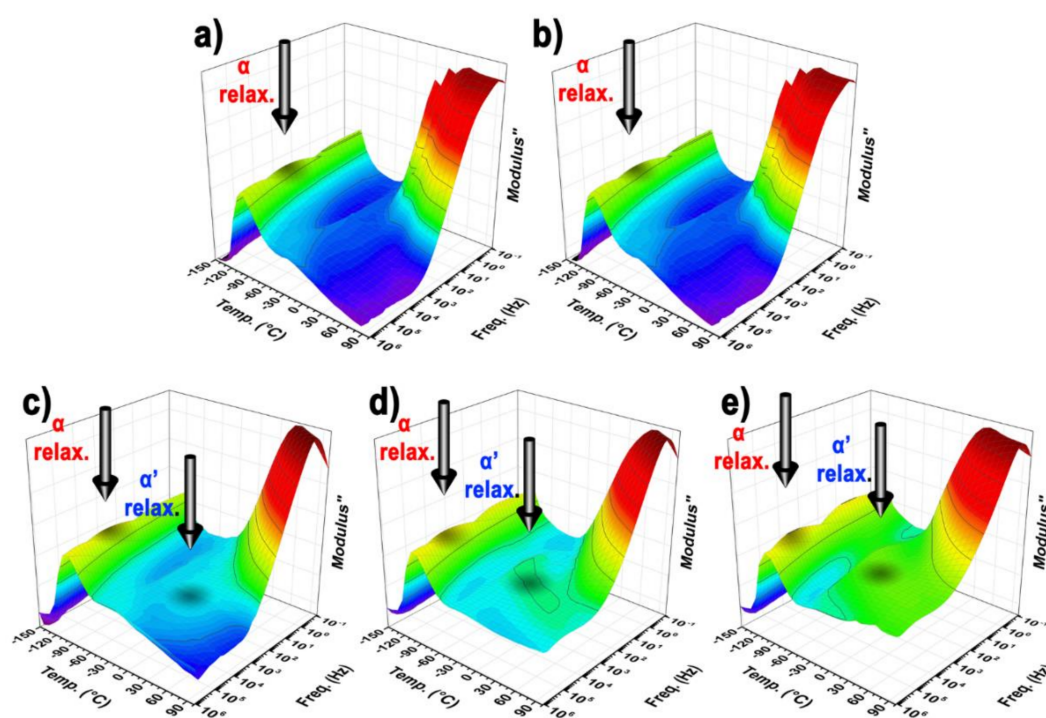 a)
α
relax.
-150
-120
-90
-60
-30
0
30
60
90
Temp. (°C)
10⁶
10⁵
10⁴
10³
10²
10¹
10⁰
10⁻¹
Freq. (Hz)
Modulus"
b)
α
relax.
-150
-120
-90
-60
-30
0
30
60
90
Temp. (°C)
10⁶
10⁵
10⁴
10³
10²
10¹
10⁰
10⁻¹
Freq. (Hz)
Modulus"
c)
α
relax.
α’
relax.
-150
-120
-90
-60
-30
0
30
60
90
Temp. (°C)
10⁶
10⁵
10⁴
10³
10²
10¹
10⁰
10⁻¹
Freq. (Hz)
Modulus"
d)
α
relax.
α’
relax.
-150
-120
-90
-60
-30
0
30
60
90
Temp. (°C)
10⁶
10⁵
10⁴
10³
10²
10¹
10⁰
10⁻¹
Freq. (Hz)
Modulus"
e)
α
relax.
α’
relax.
-150
-120
-90
-60
-30
0
30
60
90
Temp. (°C)
10⁶
10⁵
10⁴
10³
10²
10¹
10⁰
10⁻¹
Freq. (Hz)
Modulus"